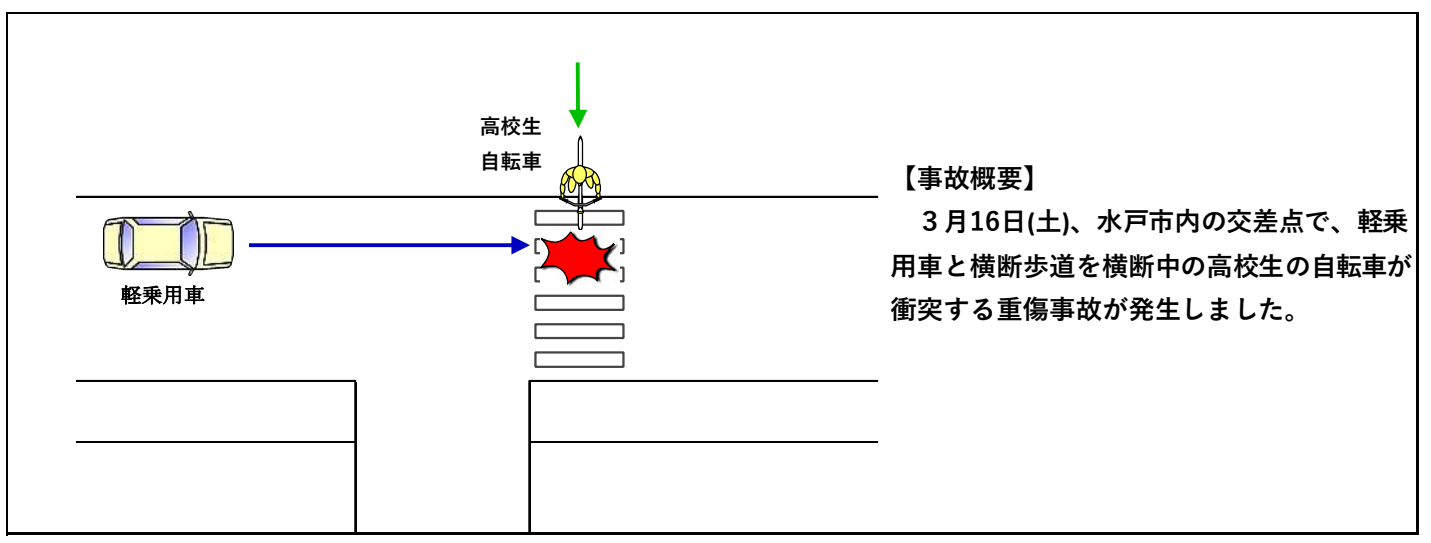 高校生
自転車
軽乗用車
【事故概要】
　３月16日(土)、水戸市内の交差点で、軽乗
用車と横断歩道を横断中の高校生の自転車が
衝突する重傷事故が発生しました。